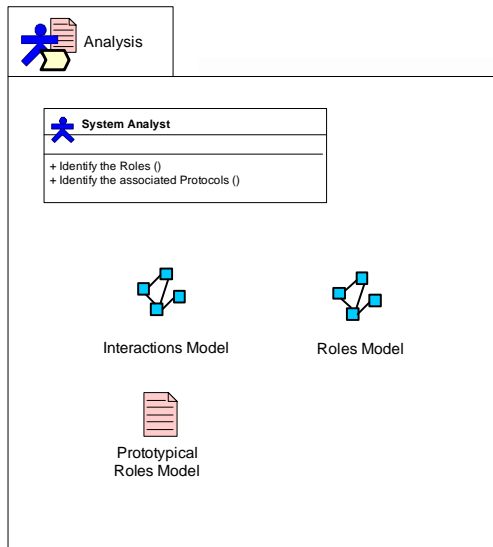 Analysis
System Analyst
+ Identify the Roles ()
+ Identify the associated Protocols ()
Interactions Model
Roles Model
Prototypical
Roles Model